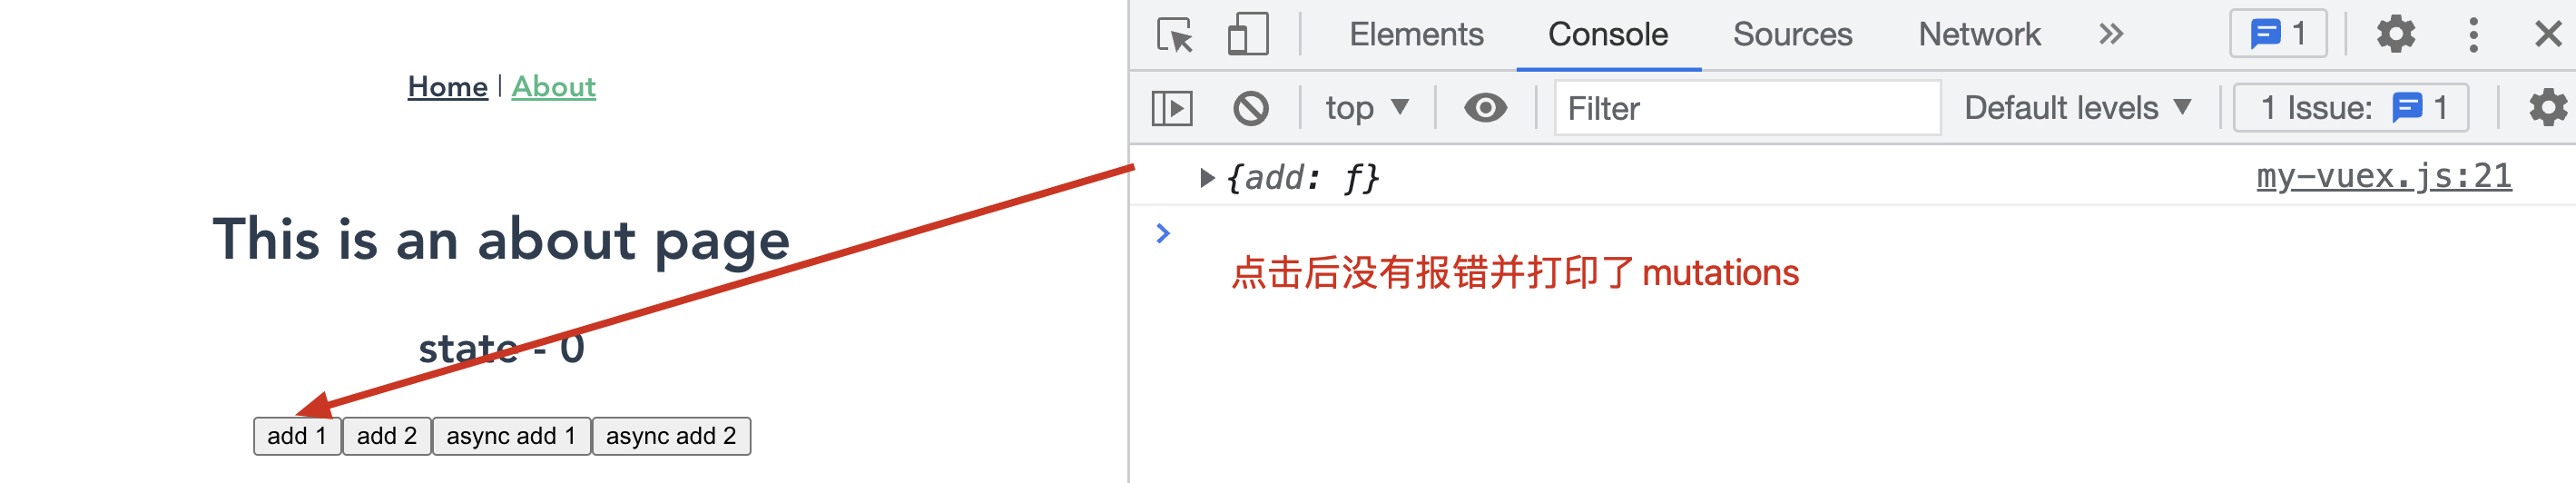 Home | About
This is an about page
state - 0
add 1 add 2 async add 1 async add 2
Elements Console Sources Network 1
top Filter Default levels 1 Issue: 1
{add: ƒ} my-vuex.js:21
点击后没有报错并打印了 mutations